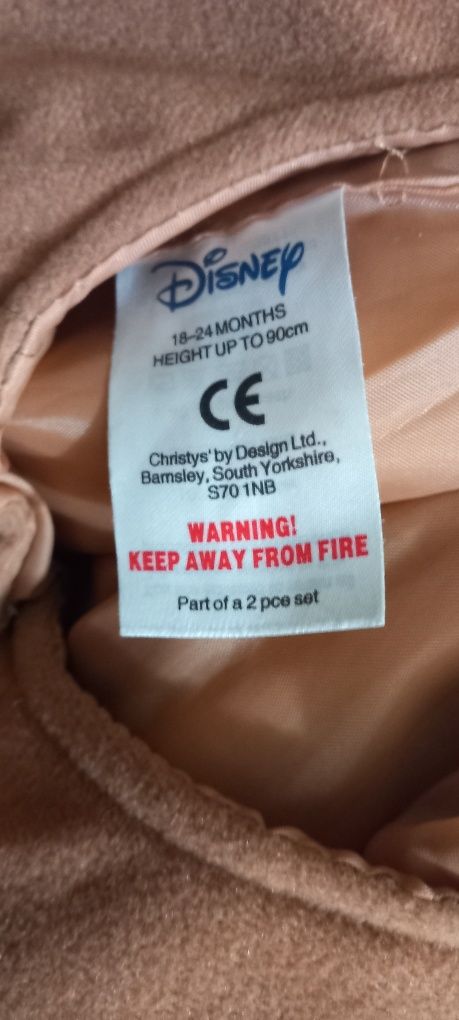 DISNEY
18-24 MONTHS
HEIGHT UP TO 90cm
CE
Christys' by Design Ltd.,
Barnsley, South Yorkshire,
S70 1NB
WARNING!
KEEP AWAY FROM FIRE
Part of a 2 pce set